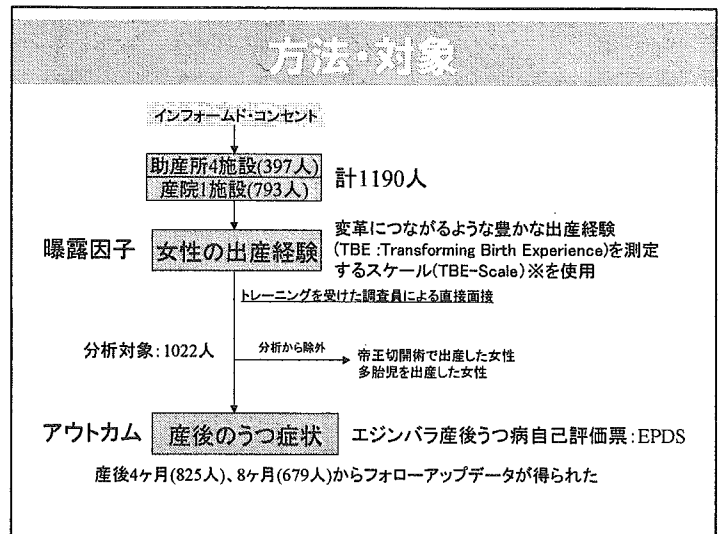 方法・対象
インフォームド・コンセント
助産所4施設(397人)
産院1施設(793人)
計1190人
曝露因子
女性の出産経験
変革につながるような豊かな出産経験
(TBE :Transforming Birth Experience)を測定
するスケール(TBE-Scale)※を使用
トレーニングを受けた調査員による直接面接
分析対象:1022人
分析から除外
帝王切開術で出産した女性
多胎児を出産した女性
アウトカム
産後のうつ症状
エジンバラ産後うつ病自己評価票:EPDS
産後4ヶ月(825人)、8ヶ月(679人)からフォローアップデータが得られた